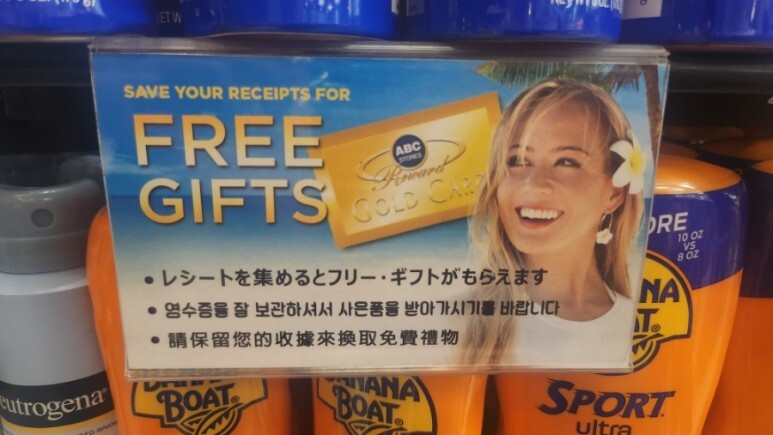 SAVE YOUR RECEIPTS FOR
FREE
GIFTS
ABC
STORES
Reward
GOLD CARD
• レシートを集めるとフリー・ギフトがもらえます
• 영수증을 잘 보관하셔서 사은품을 받아가시기를 바랍니다
• 請保留您的收據來換取免費禮物
ORE
10 OZ
VS
8 OZ
eutrogena®
BANANA
BOAT
BANANA
BOAT
ANA
SPORT
ultra